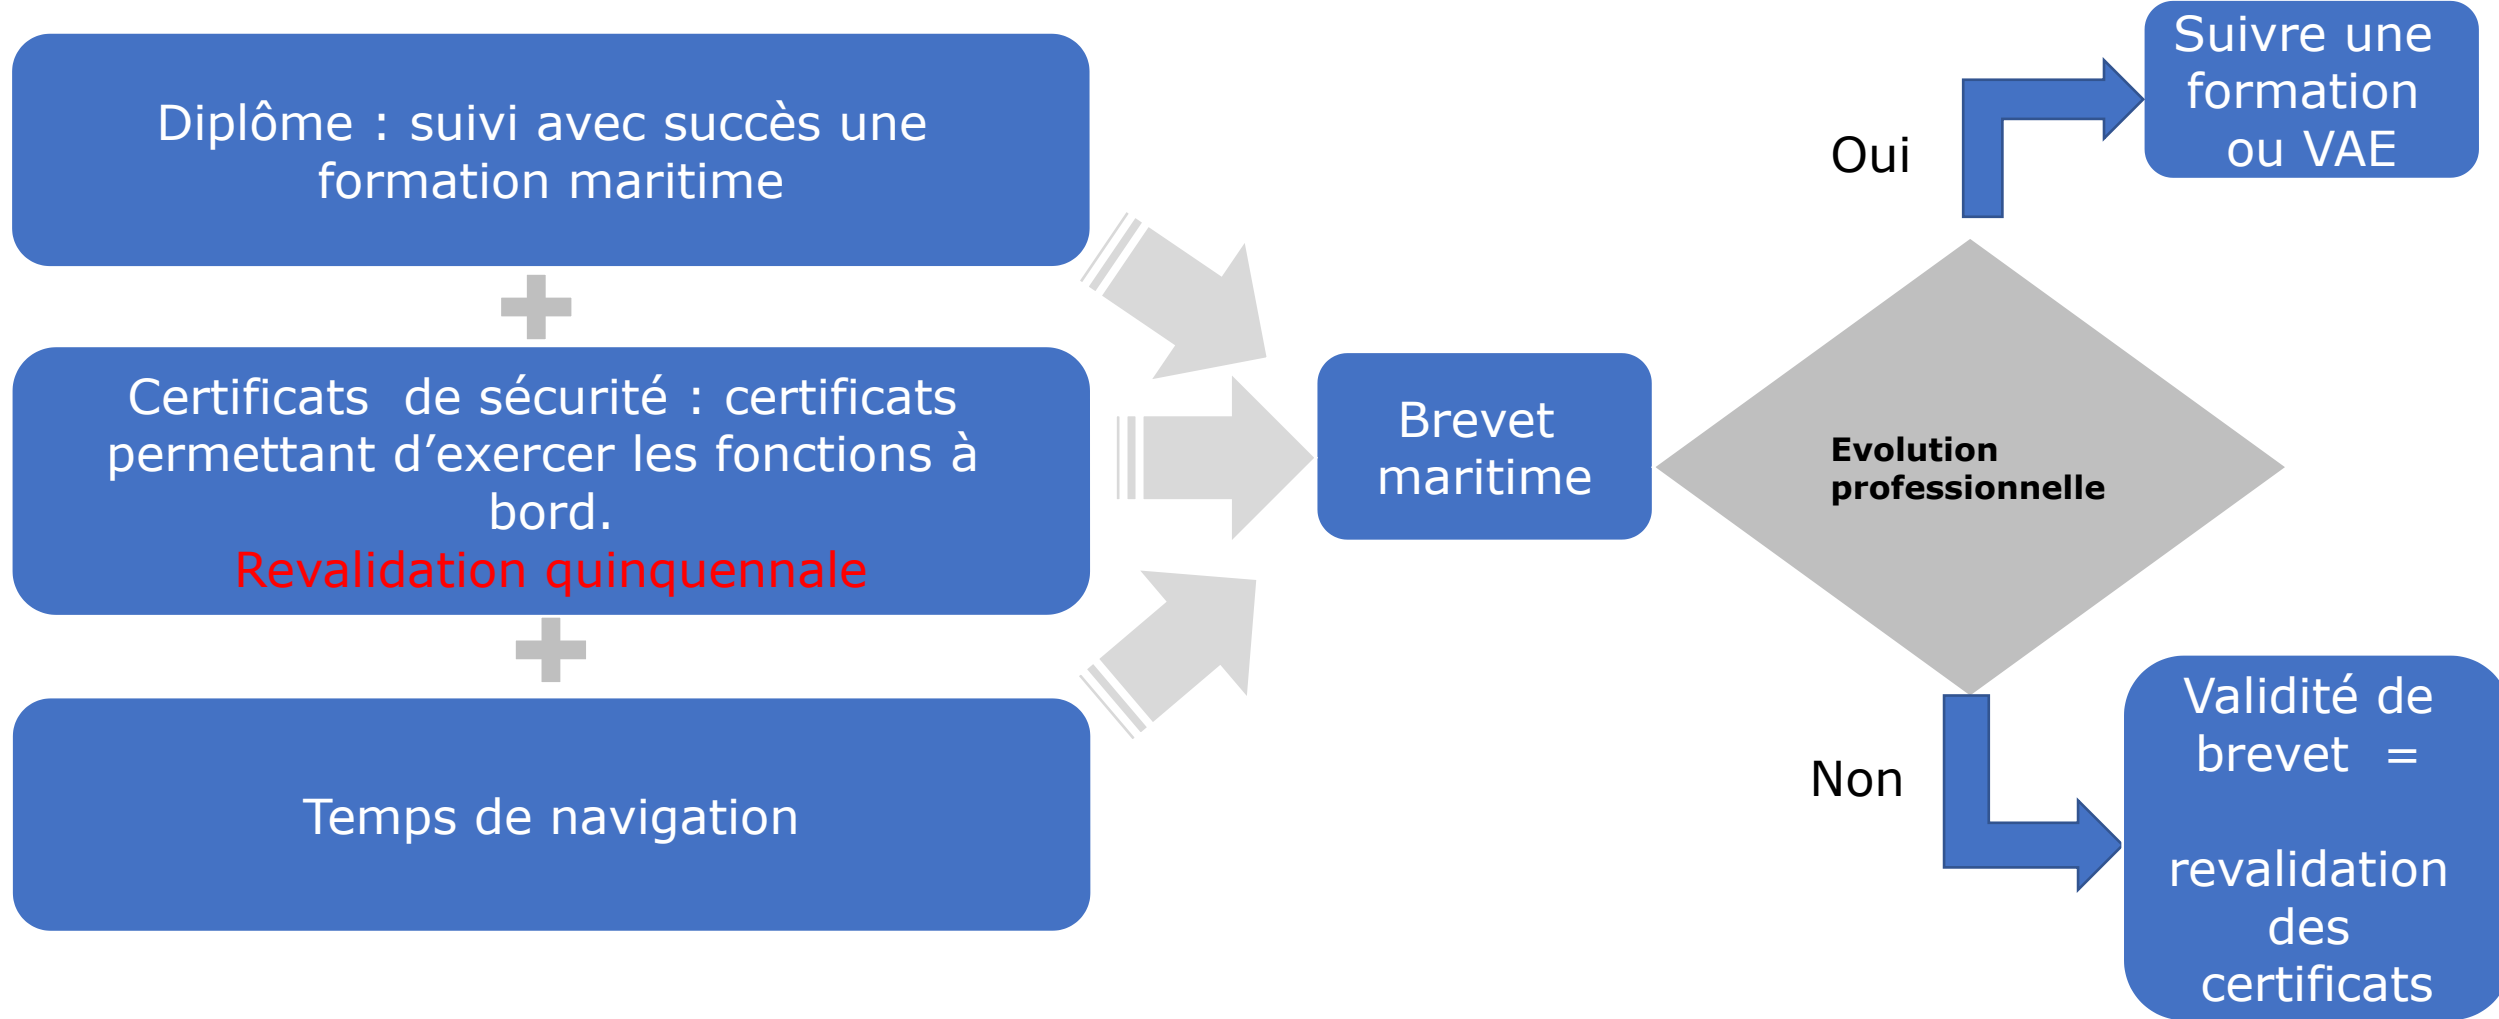 Diplôme : suivi avec succès une
formation maritime
Certificats  de sécurité : certificats
permettant d’exercer les fonctions à
bord.
Revalidation quinquennale
Temps de navigation
Brevet
maritime
Evolution
professionnelle
Oui
Suivre une
formation
ou VAE
Non
Validité de
brevet  =
revalidation
des
certificats